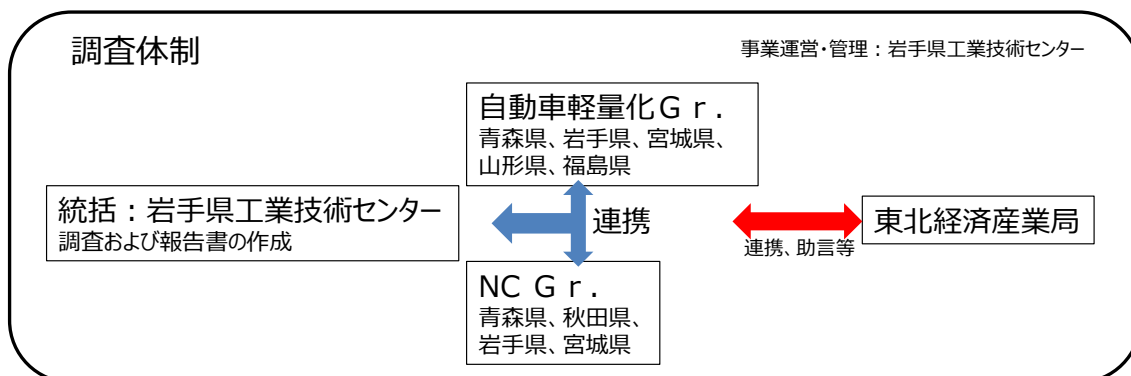 調査体制
事業運営・管理：岩手県工業技術センター
自動車軽量化Ｇｒ．
青森県、岩手県、宮城県、
山形県、福島県
統括：岩手県工業技術センター
調査および報告書の作成
連携
東北経済産業局
連携、助言等
NC Ｇｒ．
青森県、秋田県、
岩手県、宮城県